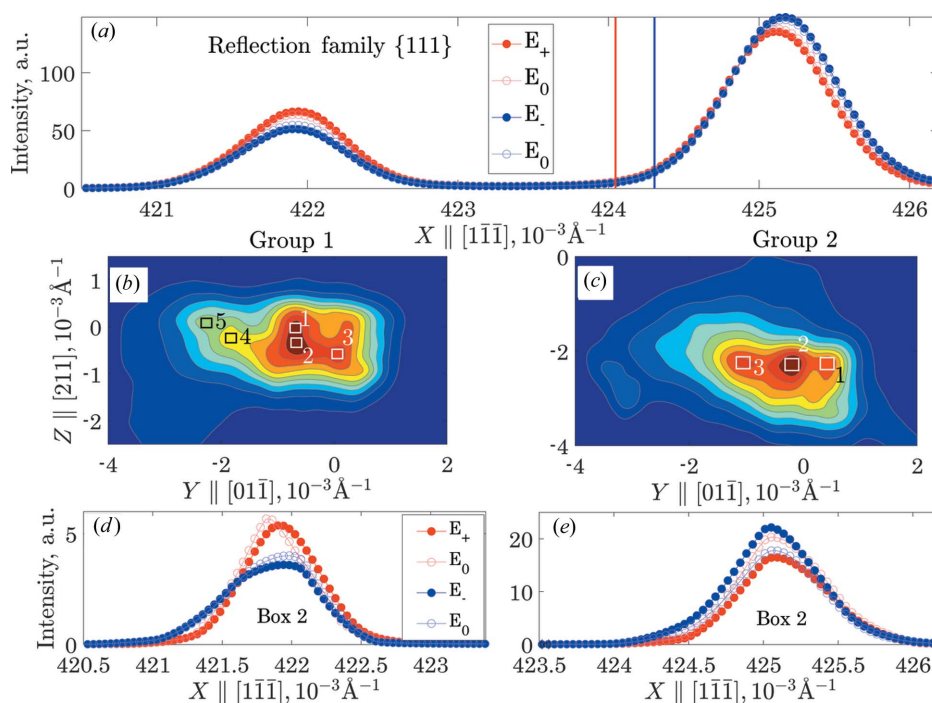 (a)
Reflection family {111}
E₊
E₀
E₋
E₀
Intensity, a.u.
100
50
0
421 422 423 424 425 426
X ∥ [11̄1̄], 10⁻³Å⁻¹
Group 1
Group 2
(b)
Z ∥ [211], 10⁻³Å⁻¹
1
0
-1
-2
5 4 1 2 3
-4 -2 0 2
Y ∥ [011̄], 10⁻³Å⁻¹
(c)
0
-2
-4
3 2 1
-4 -2 0 2
Y ∥ [011̄], 10⁻³Å⁻¹
(d)
Intensity, a.u.
5
0
E₊
E₀
E₋
E₀
Box 2
420.5 421 421.5 422 422.5 423
X ∥ [11̄1̄], 10⁻³Å⁻¹
(e)
20
10
0
Box 2
423.5 424 424.5 425 425.5 426
X ∥ [11̄1̄], 10⁻³Å⁻¹